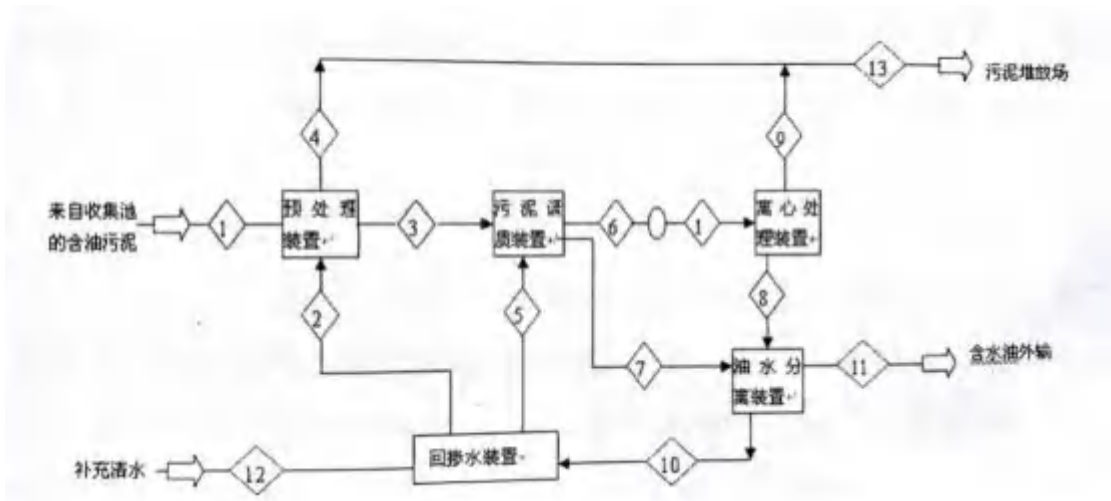 13
污泥堆放场
4
9
来自收集池
的含油污泥
1
预处理
装置
3
污泥调
质装置
6
1
离心处
理装置
2
5
8
7
油水分
离装置
11
含水油外输
补充清水
12
回掺水装置
10